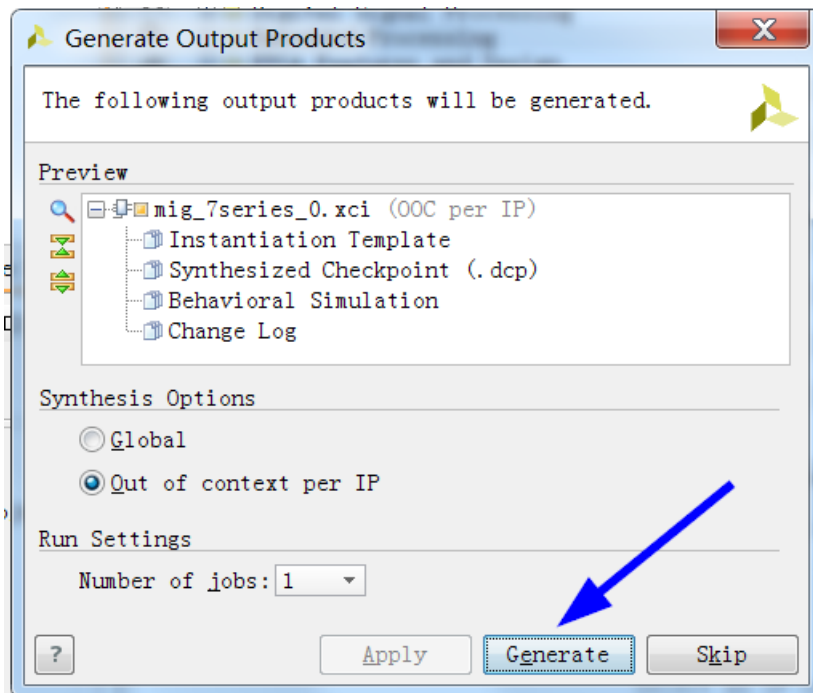 Generate Output Products
The following output products will be generated.
Preview
mig_7series_0.xci (OOC per IP)
Instantiation Template
Synthesized Checkpoint (.dcp)
Behavioral Simulation
Change Log
Synthesis Options
Global
Out of context per IP
Run Settings
Number of jobs: 1
? Apply Generate Skip